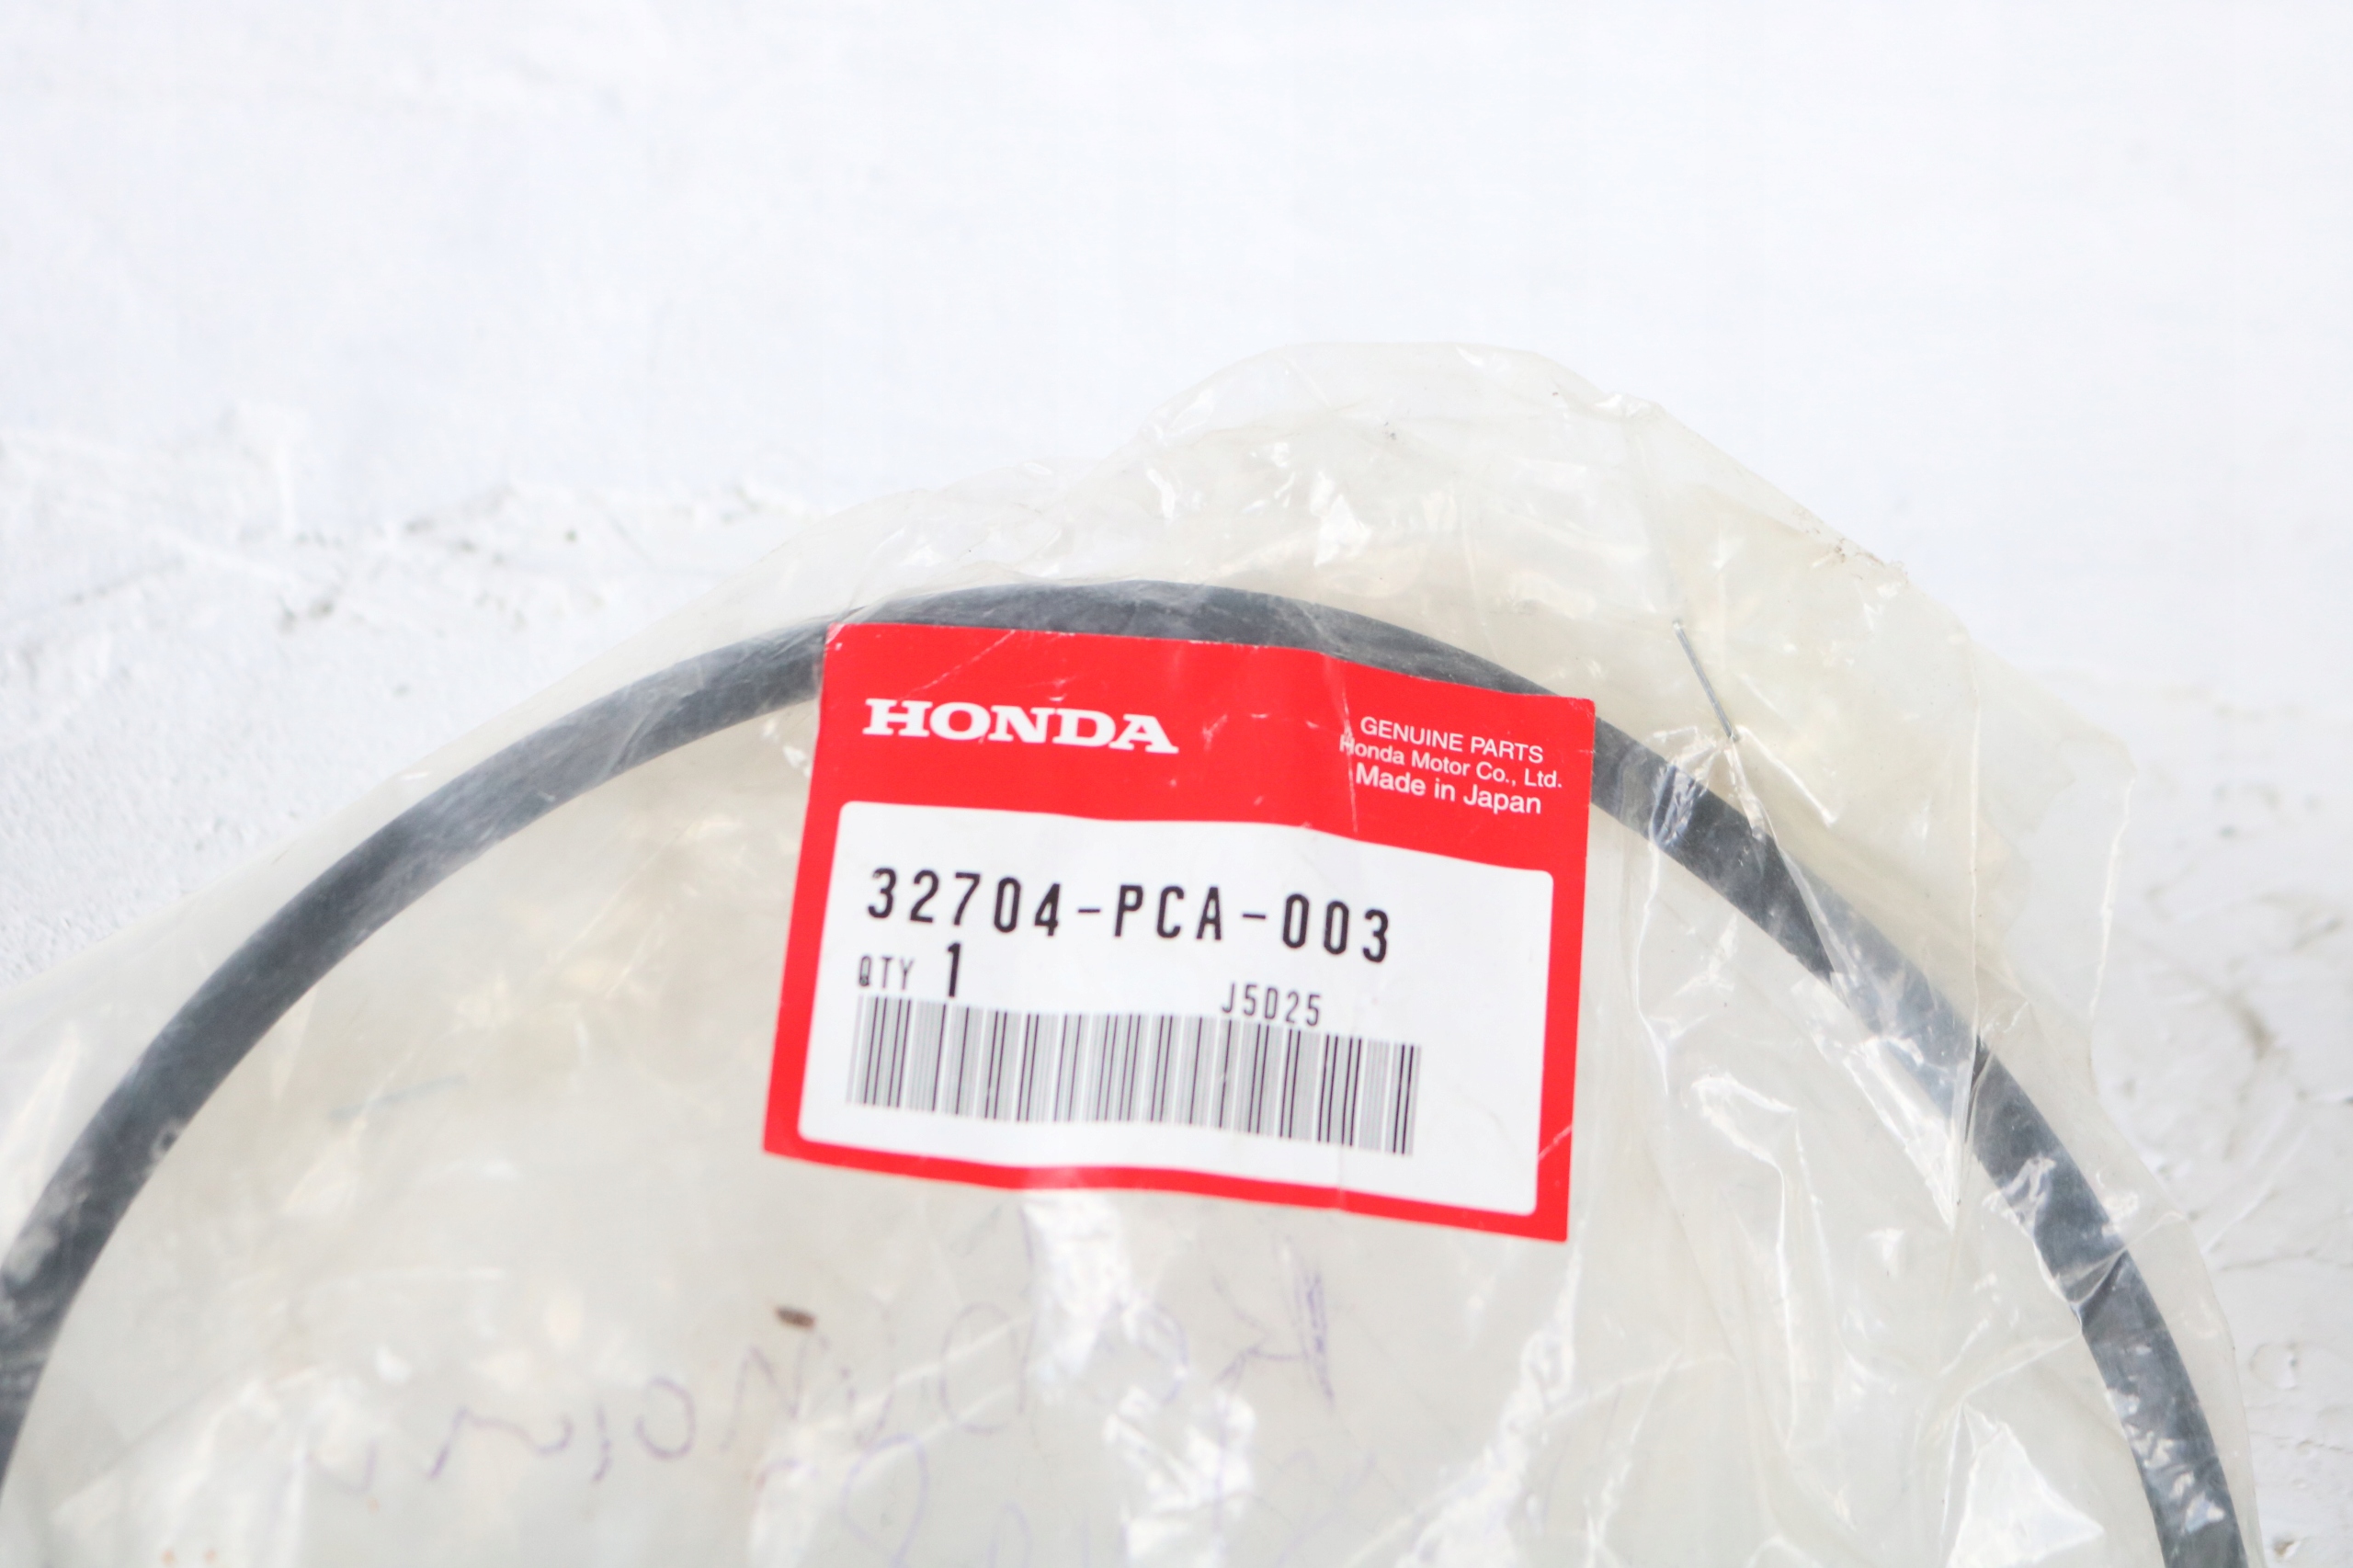 HONDA
GENUINE PARTS
Honda Motor Co., Ltd.
Made in Japan
32704-PCA-003
QTY 1
J5D25